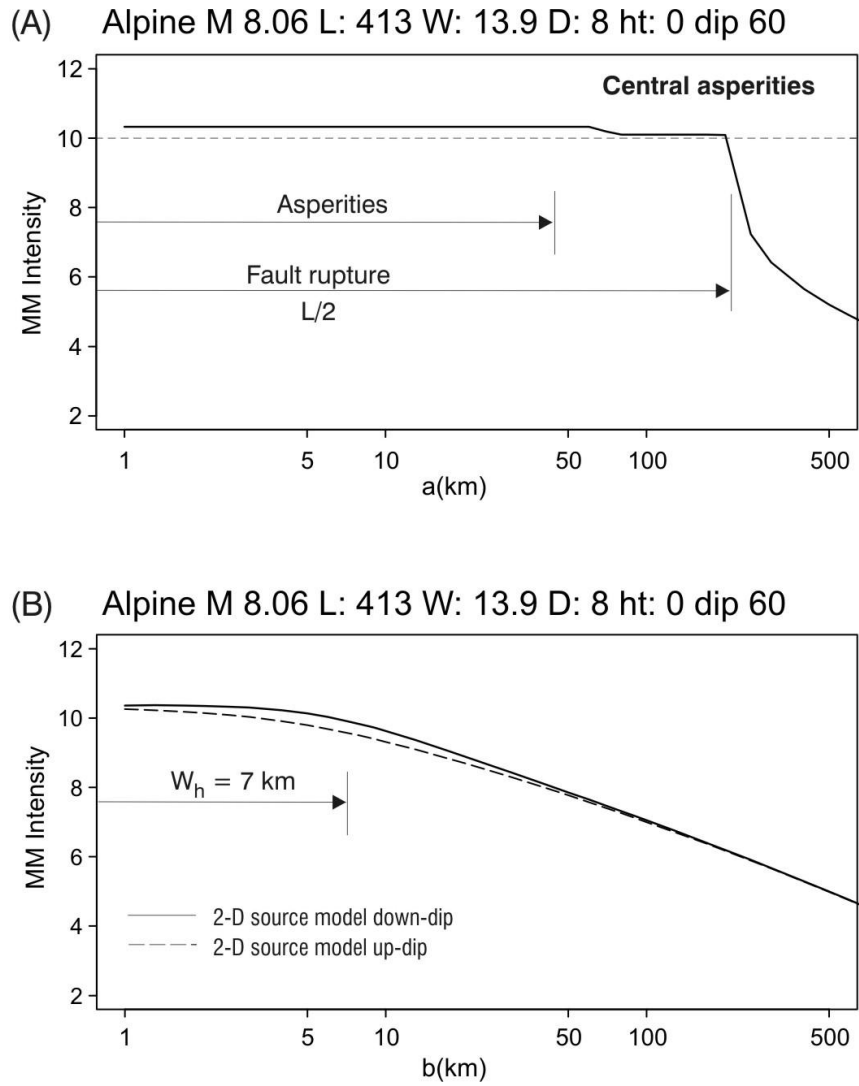 (A) Alpine M 8.06 L: 413 W: 13.9 D: 8 ht: 0 dip 60
12
10
8
6
4
2
MM Intensity
Central asperities
Asperities
Fault rupture
L/2
1 5 10 50 100 500
a(km)
(B) Alpine M 8.06 L: 413 W: 13.9 D: 8 ht: 0 dip 60
12
10
8
6
4
2
MM Intensity
W_h = 7 km
2-D source model down-dip
2-D source model up-dip
1 5 10 50 100 500
b(km)